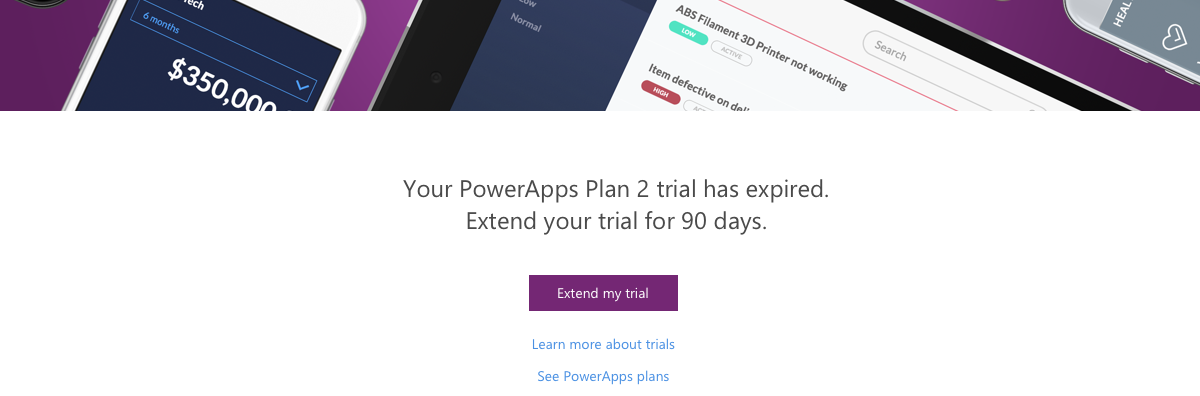 Tech
6 months
$350,000
Low
Normal
ABS Filament 3D Printer not working
LOW
ACTIVE
Search
Item defective on deli
HIGH
HEAL
Your PowerApps Plan 2 trial has expired.
Extend your trial for 90 days.
Extend my trial
Learn more about trials
See PowerApps plans